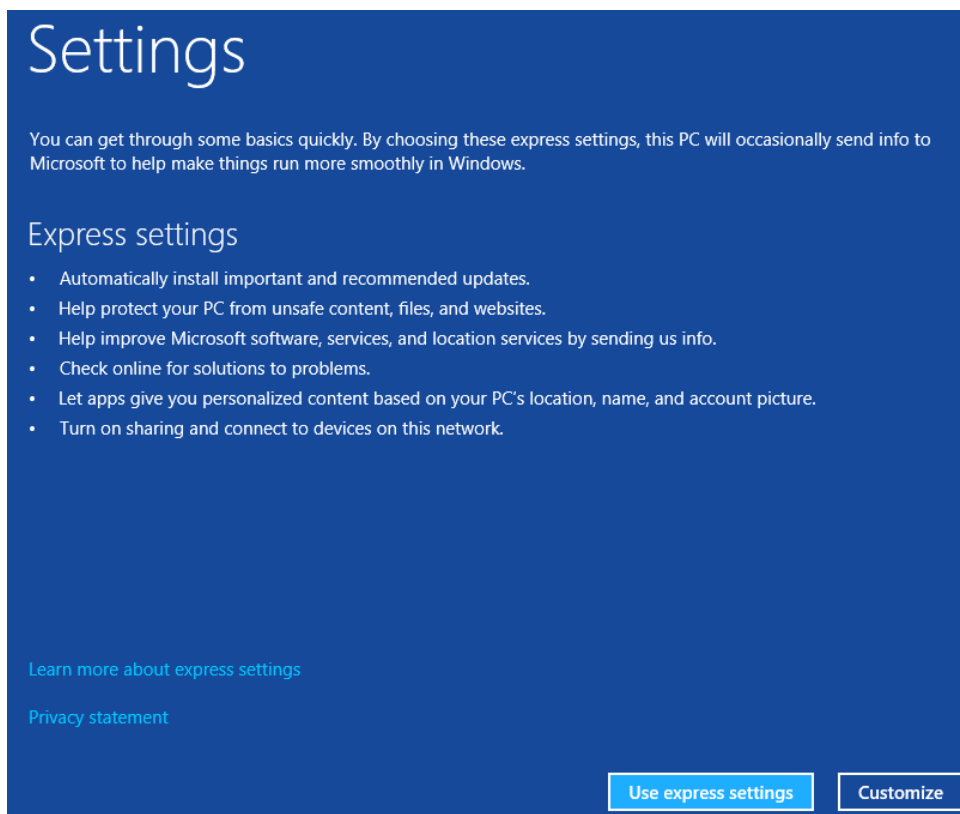 Settings
You can get through some basics quickly. By choosing these express settings, this PC will occasionally send info to
Microsoft to help make things run more smoothly in Windows.
Express settings
• Automatically install important and recommended updates.
• Help protect your PC from unsafe content, files, and websites.
• Help improve Microsoft software, services, and location services by sending us info.
• Check online for solutions to problems.
• Let apps give you personalized content based on your PC's location, name, and account picture.
• Turn on sharing and connect to devices on this network.
Learn more about express settings
Privacy statement
Use express settings
Customize